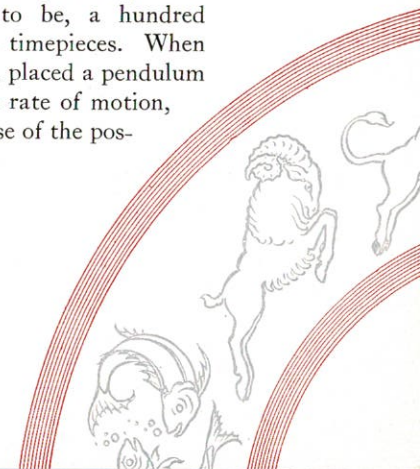 to be, a hundred
timepieces. When
placed a pendulum
rate of motion,
se of the pos-